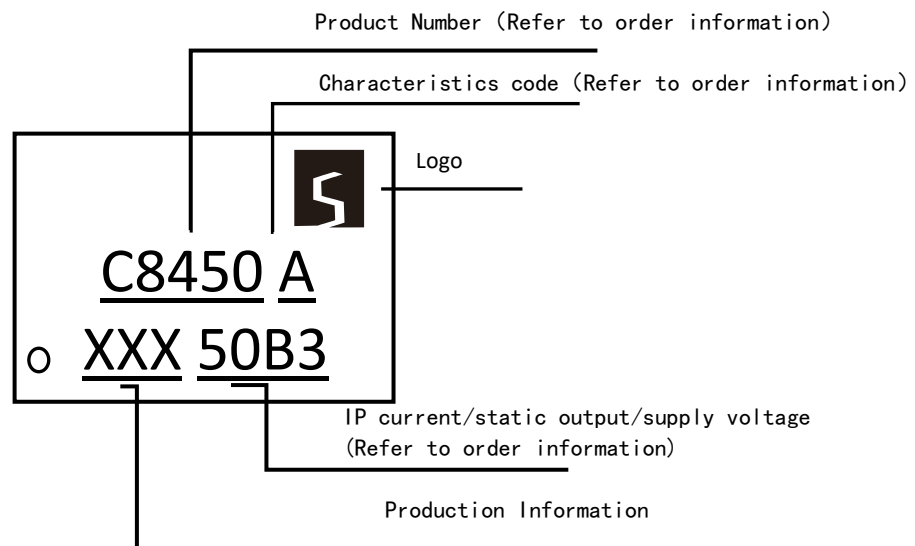 Product Number (Refer to order information)
Characteristics code (Refer to order information)
Logo
C8450 A
XXX 50B3
IP current/static output/supply voltage
(Refer to order information)
Production Information